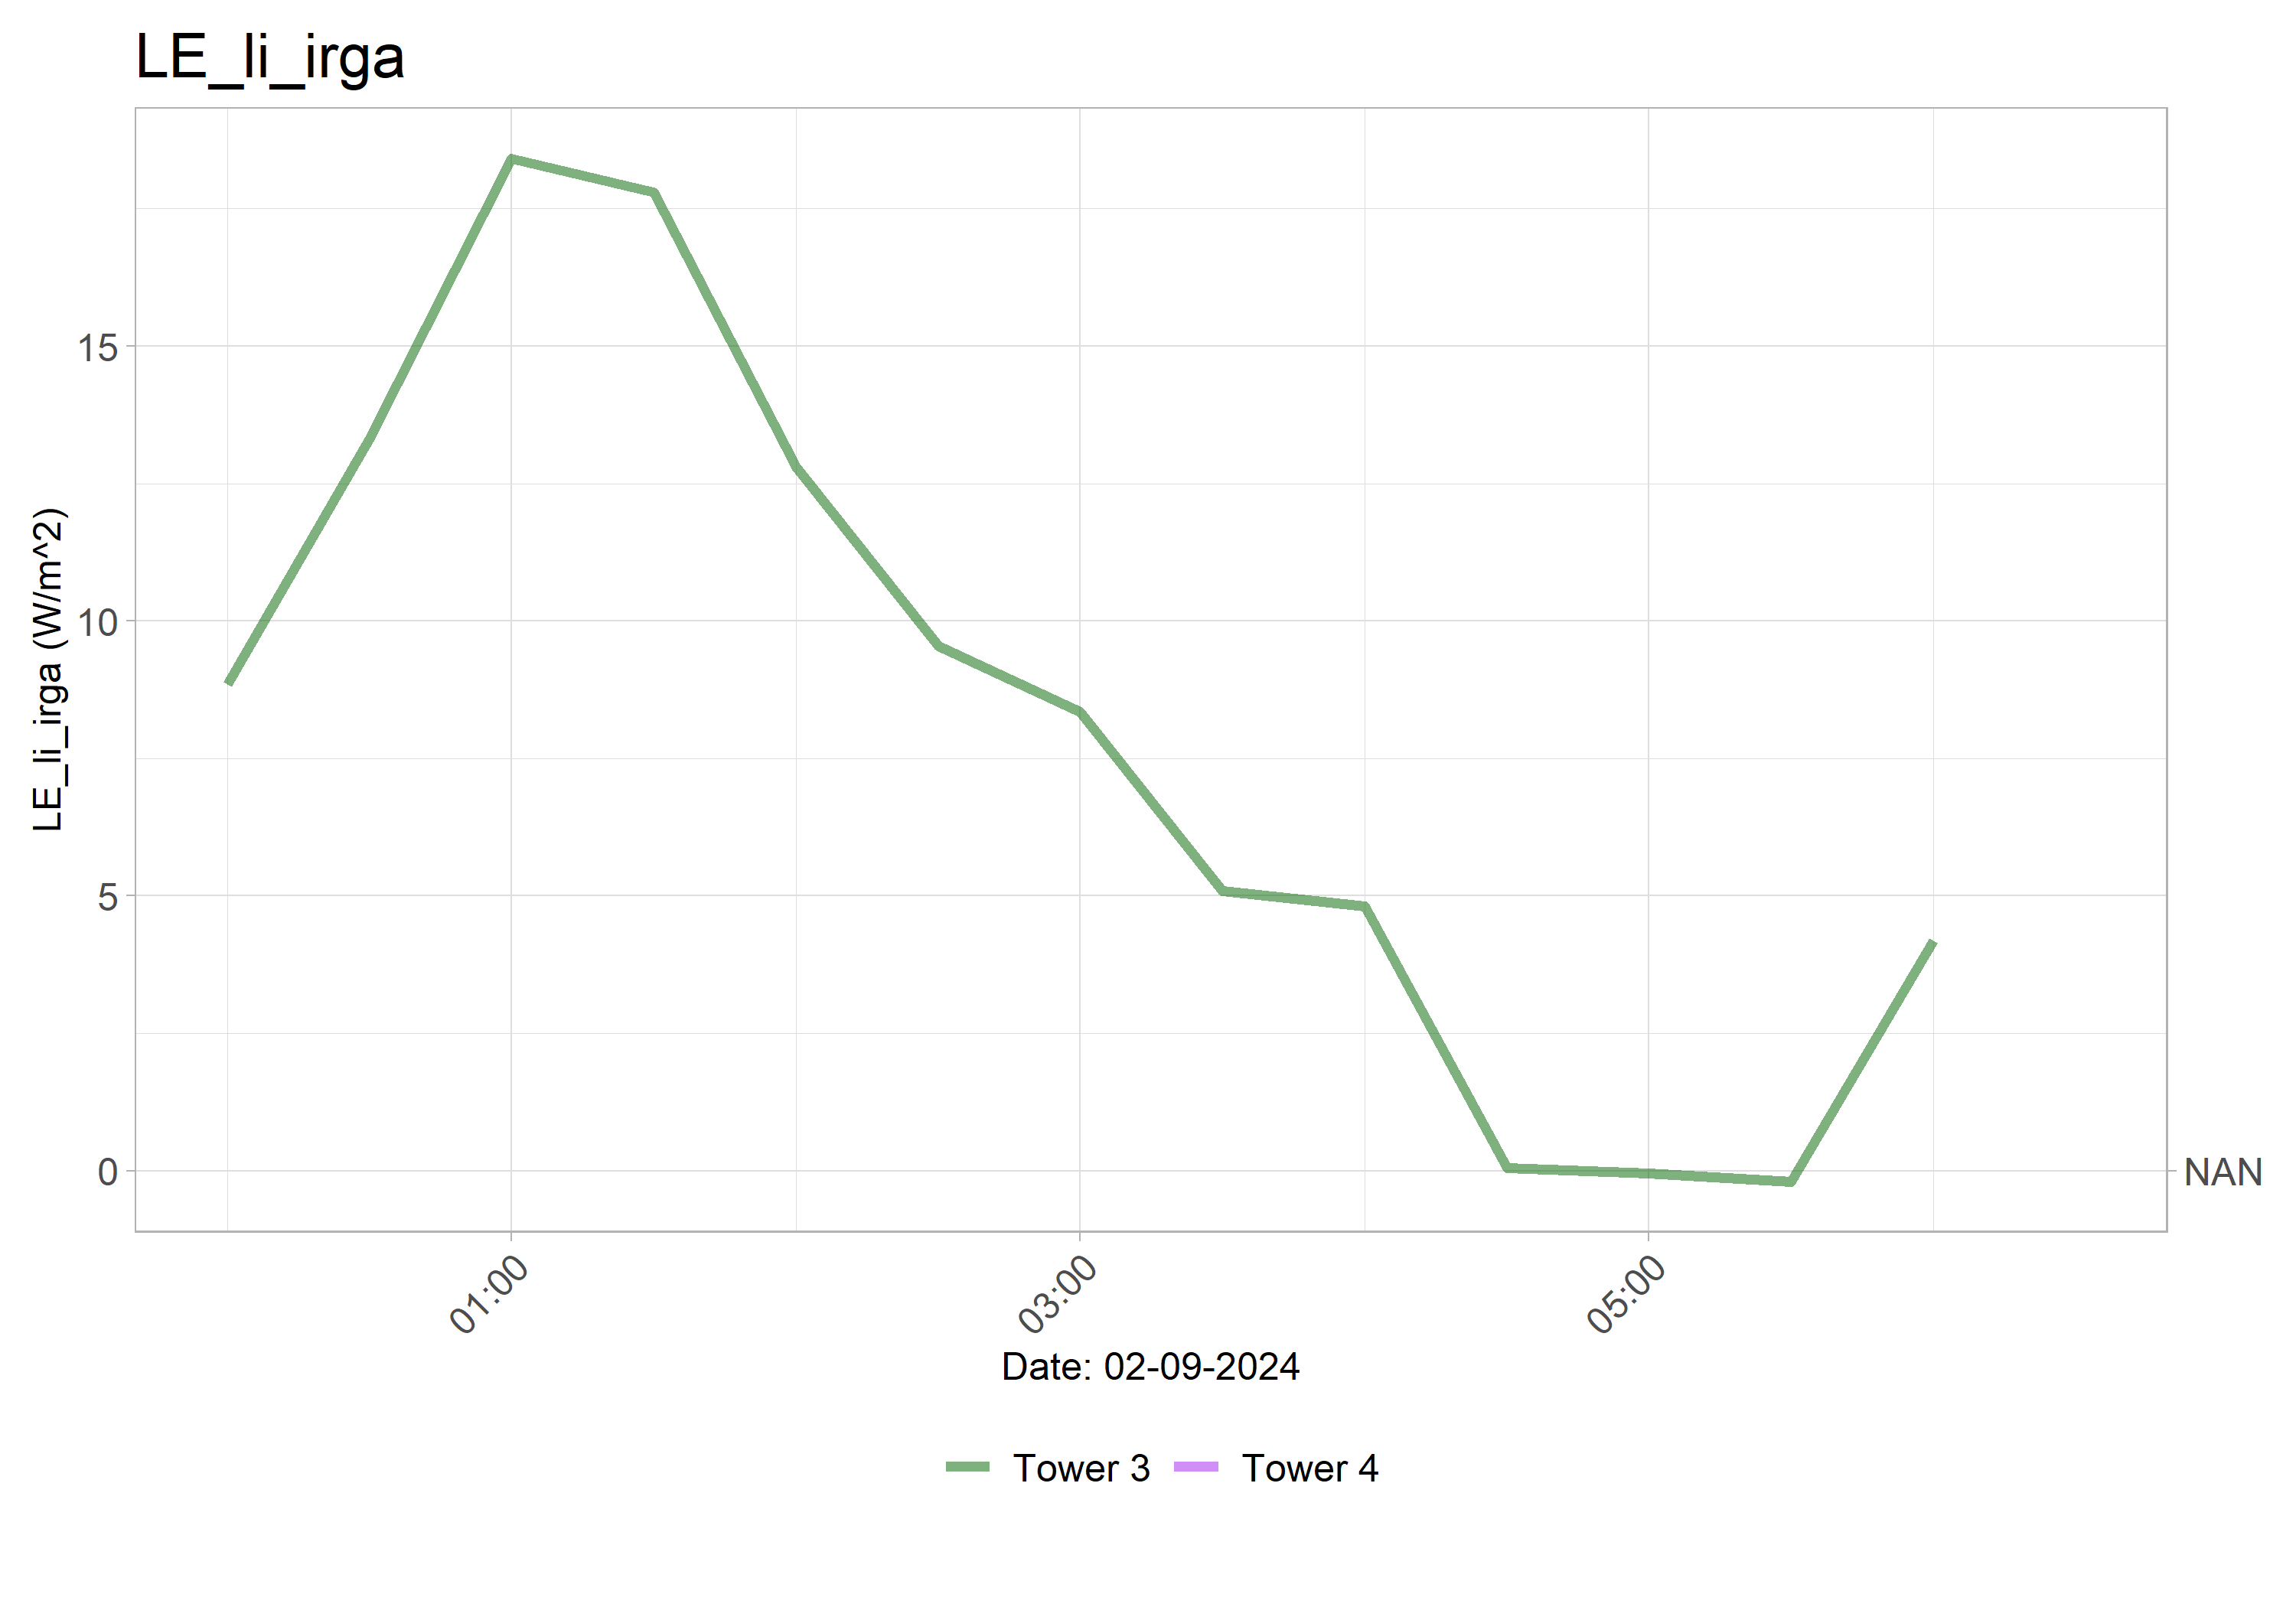 LE_li_irga
LE_li_irga (W/m^2)
15
10
5
0
NAN
01:00
03:00
05:00
Date: 02-09-2024
Tower 3
Tower 4